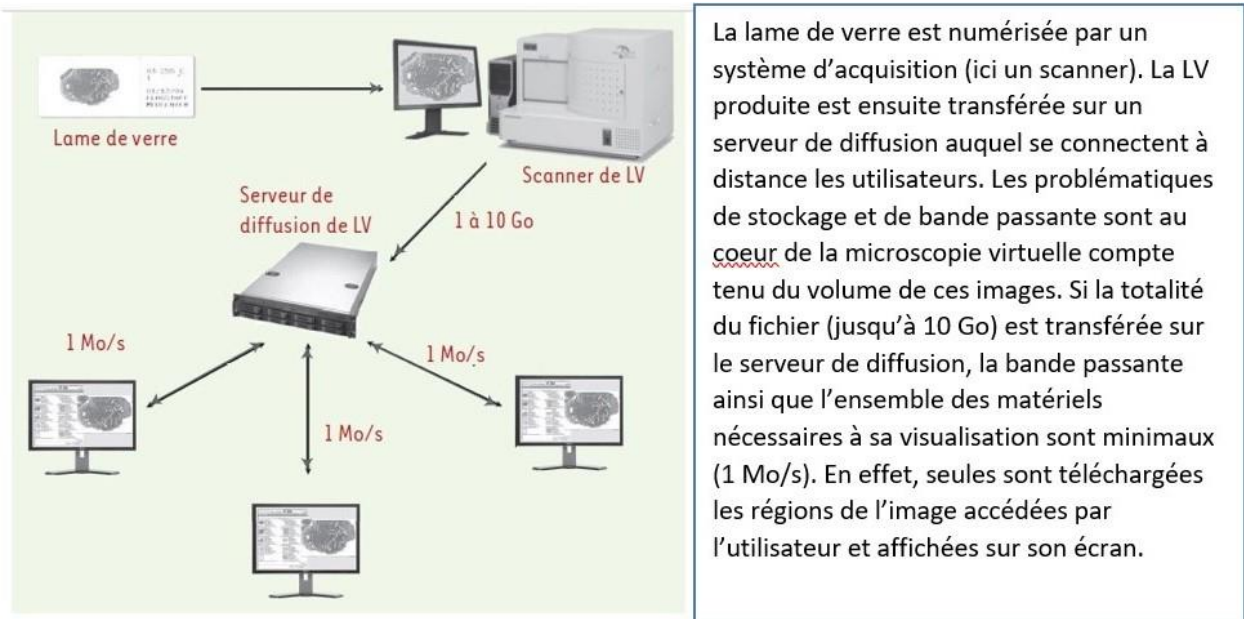 Lame de verre
Scanner de LV
Serveur de
diffusion de LV
1 à 10 Go
1 Mo/s
1 Mo/s
1 Mo/s
La lame de verre est numérisée par un
système d’acquisition (ici un scanner). La LV
produite est ensuite transférée sur un
serveur de diffusion auquel se connectent à
distance les utilisateurs. Les problématiques
de stockage et de bande passante sont au
coeur de la microscopie virtuelle compte
tenu du volume de ces images. Si la totalité
du fichier (jusqu’à 10 Go) est transférée sur
le serveur de diffusion, la bande passante
ainsi que l’ensemble des matériels
nécessaires à sa visualisation sont minimaux
(1 Mo/s). En effet, seules sont téléchargées
les régions de l’image accédées par
l’utilisateur et affichées sur son écran.